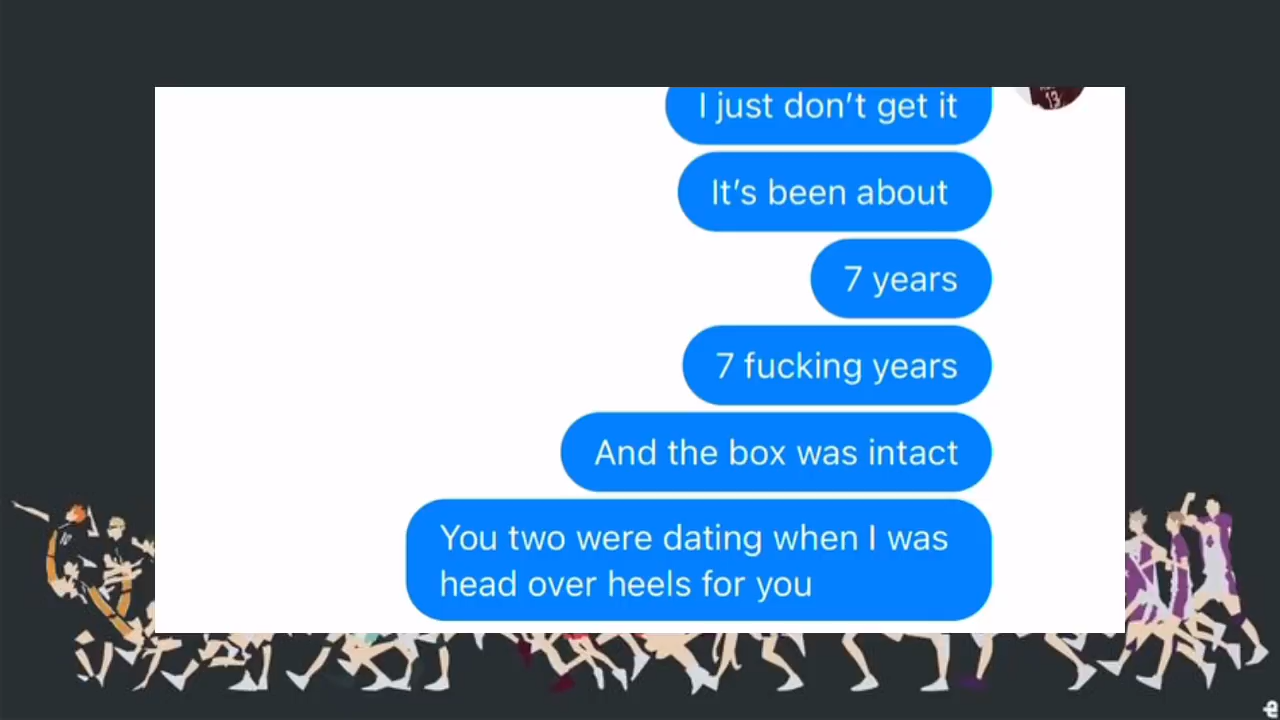 I just don't get it
13
It's been about
7 years
7 fucking years
And the box was intact
You two were dating when I was
head over heels for you